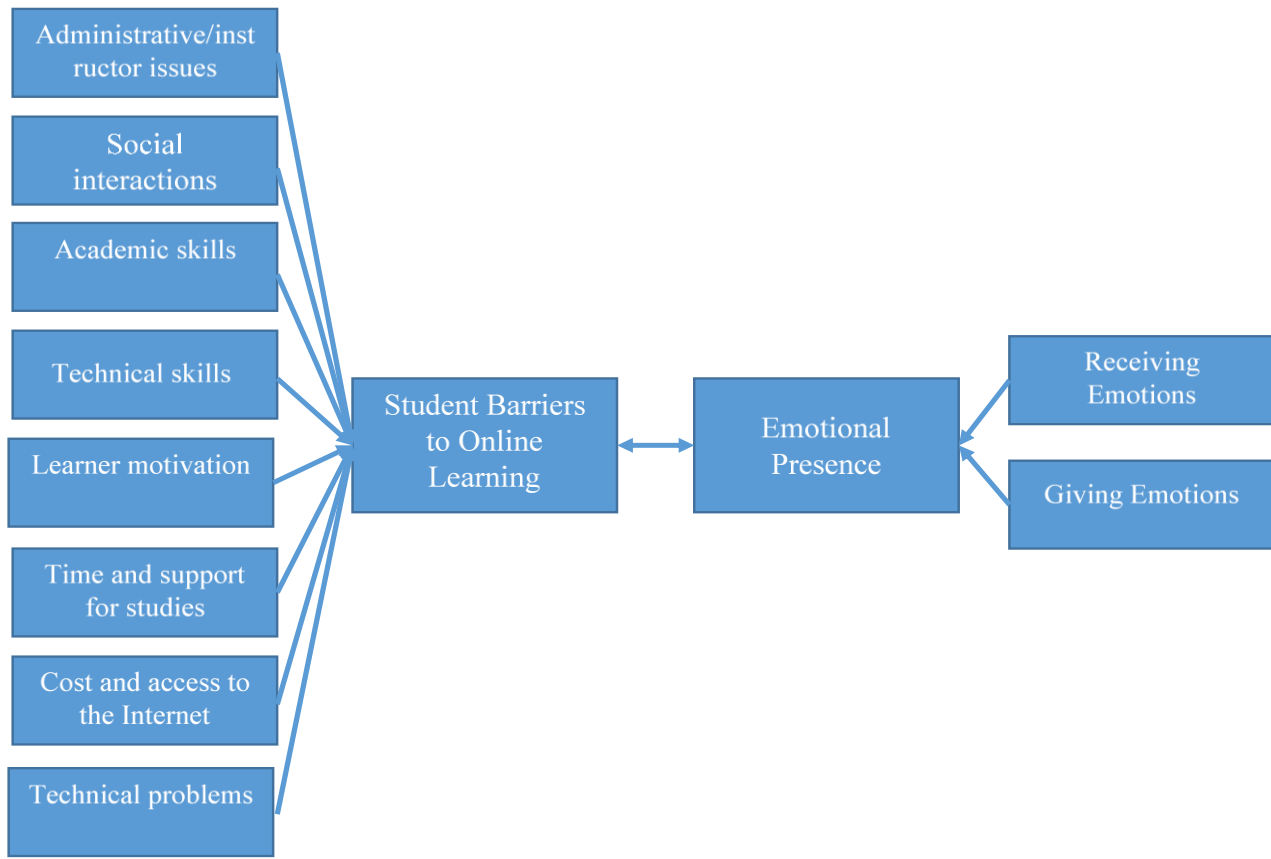 Administrative/inst
ructor issues
Social
interactions
Academic skills
Technical skills
Learner motivation
Time and support
for studies
Cost and access to
the Internet
Technical problems
Student Barriers
to Online
Learning
Emotional
Presence
Receiving
Emotions
Giving Emotions